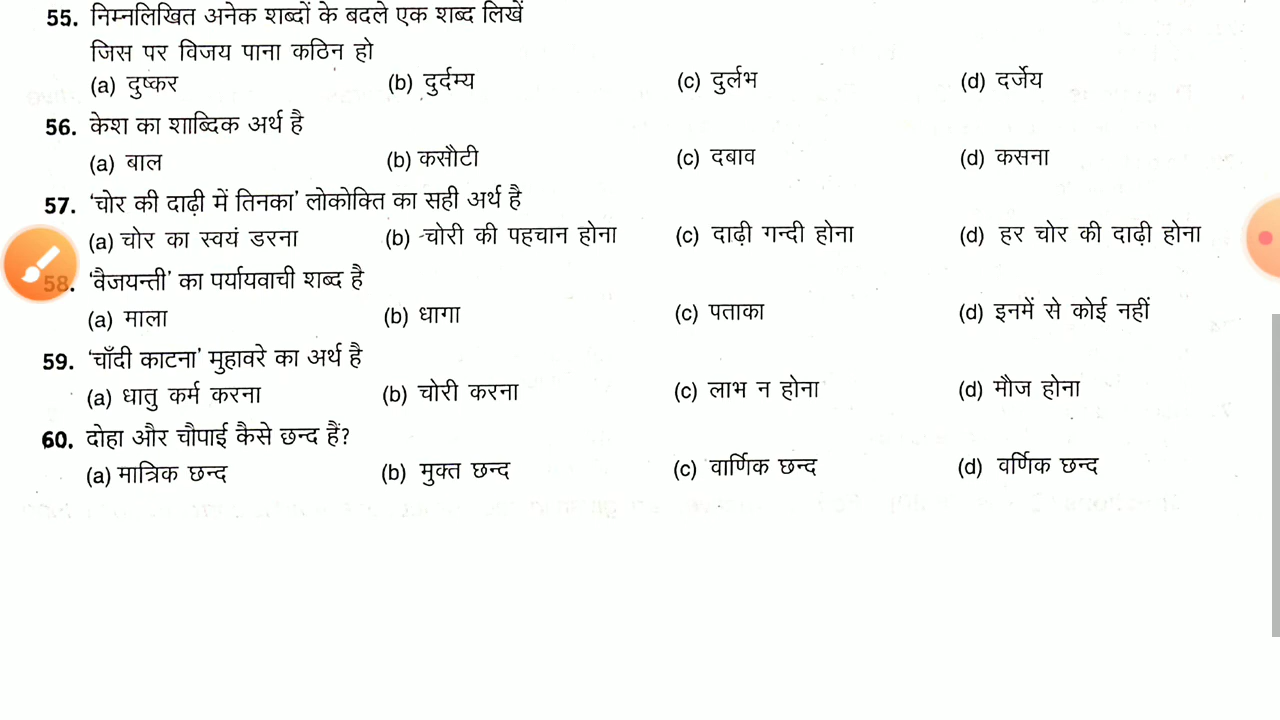 55. निम्नलिखित अनेक शब्दों के बदले एक शब्द लिखें
जिस पर विजय पाना कठिन हो
(a) दुष्कर (b) दुर्दम्य (c) दुर्लभ (d) दर्जेय
56. केश का शाब्दिक अर्थ है
(a) बाल (b) कसौटी (c) दबाव (d) कसना
57. 'चोर की दाढ़ी में तिनका' लोकोक्ति का सही अर्थ है
(a) चोर का स्वयं डरना (b) चोरी की पहचान होना (c) दाढ़ी गन्दी होना (d) हर चोर की दाढ़ी होना
58. 'वैजयन्ती' का पर्यायवाची शब्द है
(a) माला (b) धागा (c) पताका (d) इनमें से कोई नहीं
59. 'चाँदी काटना' मुहावरे का अर्थ है
(a) धातु कर्म करना (b) चोरी करना (c) लाभ न होना (d) मौज होना
60. दोहा और चौपाई कैसे छन्द हैं?
(a) मात्रिक छन्द (b) मुक्त छन्द (c) वार्णिक छन्द (d) वर्णिक छन्द